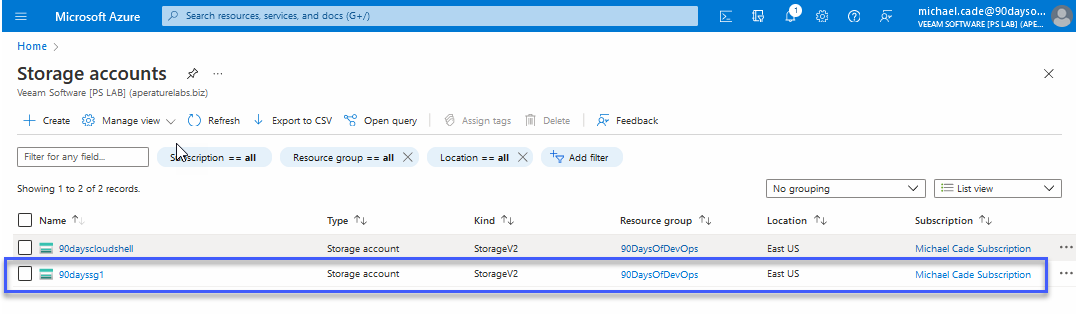 Microsoft Azure
Search resources, services, and docs (G+/)
1
michael.cade@90dayso...
VEEAM SOFTWARE [PS LAB] (APE...
Home >
Storage accounts
...
Veeam Software [PS LAB] (aperaturelabs.biz)
Create Manage view Refresh Export to CSV Open query Assign tags Delete Feedback
Filter for any field...
Subscription == all
Resource group == all
Location == all
Add filter
Showing 1 to 2 of 2 records.
No grouping
List view
Name Type Kind Resource group Location Subscription
90dayscloudshell Storage account StorageV2 90DaysOfDevOps East US Michael Cade Subscription ...
90dayssg1 Storage account StorageV2 90DaysOfDevOps East US Michael Cade Subscription ...